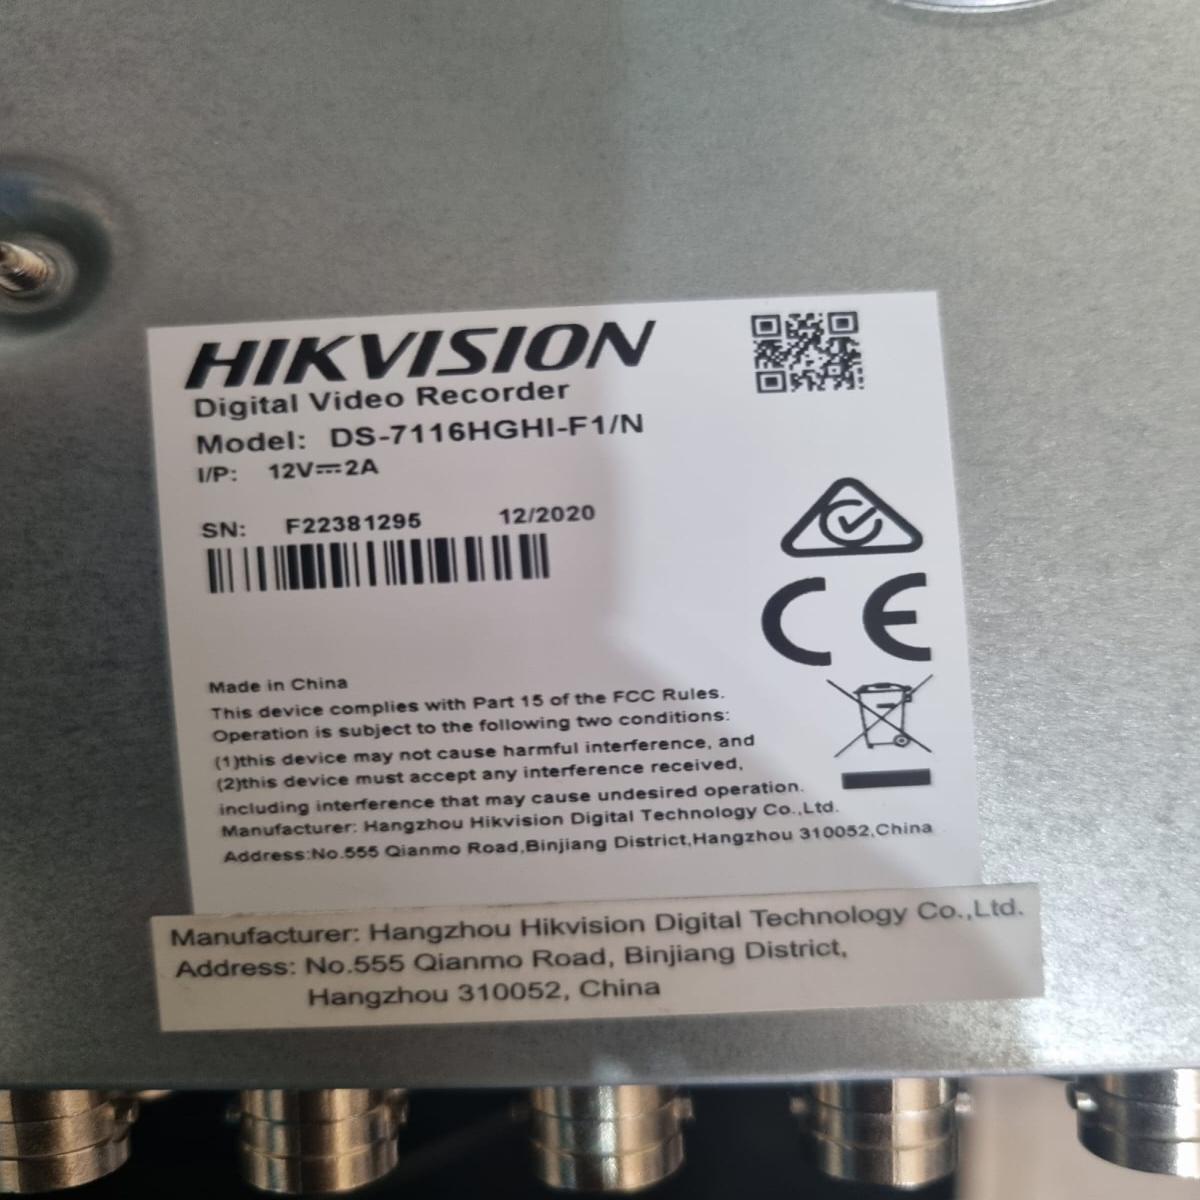 HIKVISION
Digital Video Recorder
Model: DS-7116HGHI-F1/N
I/P: 12V⎓2A
SN: F22381295 12/2020
CE
Made in China
This device complies with Part 15 of the FCC Rules.
Operation is subject to the following two conditions:
(1)this device may not cause harmful interference, and
(2)this device must accept any interference received,
including interference that may cause undesired operation.
Manufacturer: Hangzhou Hikvision Digital Technology Co.,Ltd.
Address:No.555 Qianmo Road,Binjiang District,Hangzhou 310052,China
Manufacturer: Hangzhou Hikvision Digital Technology Co.,Ltd.
Address: No.555 Qianmo Road, Binjiang District,
Hangzhou 310052, China